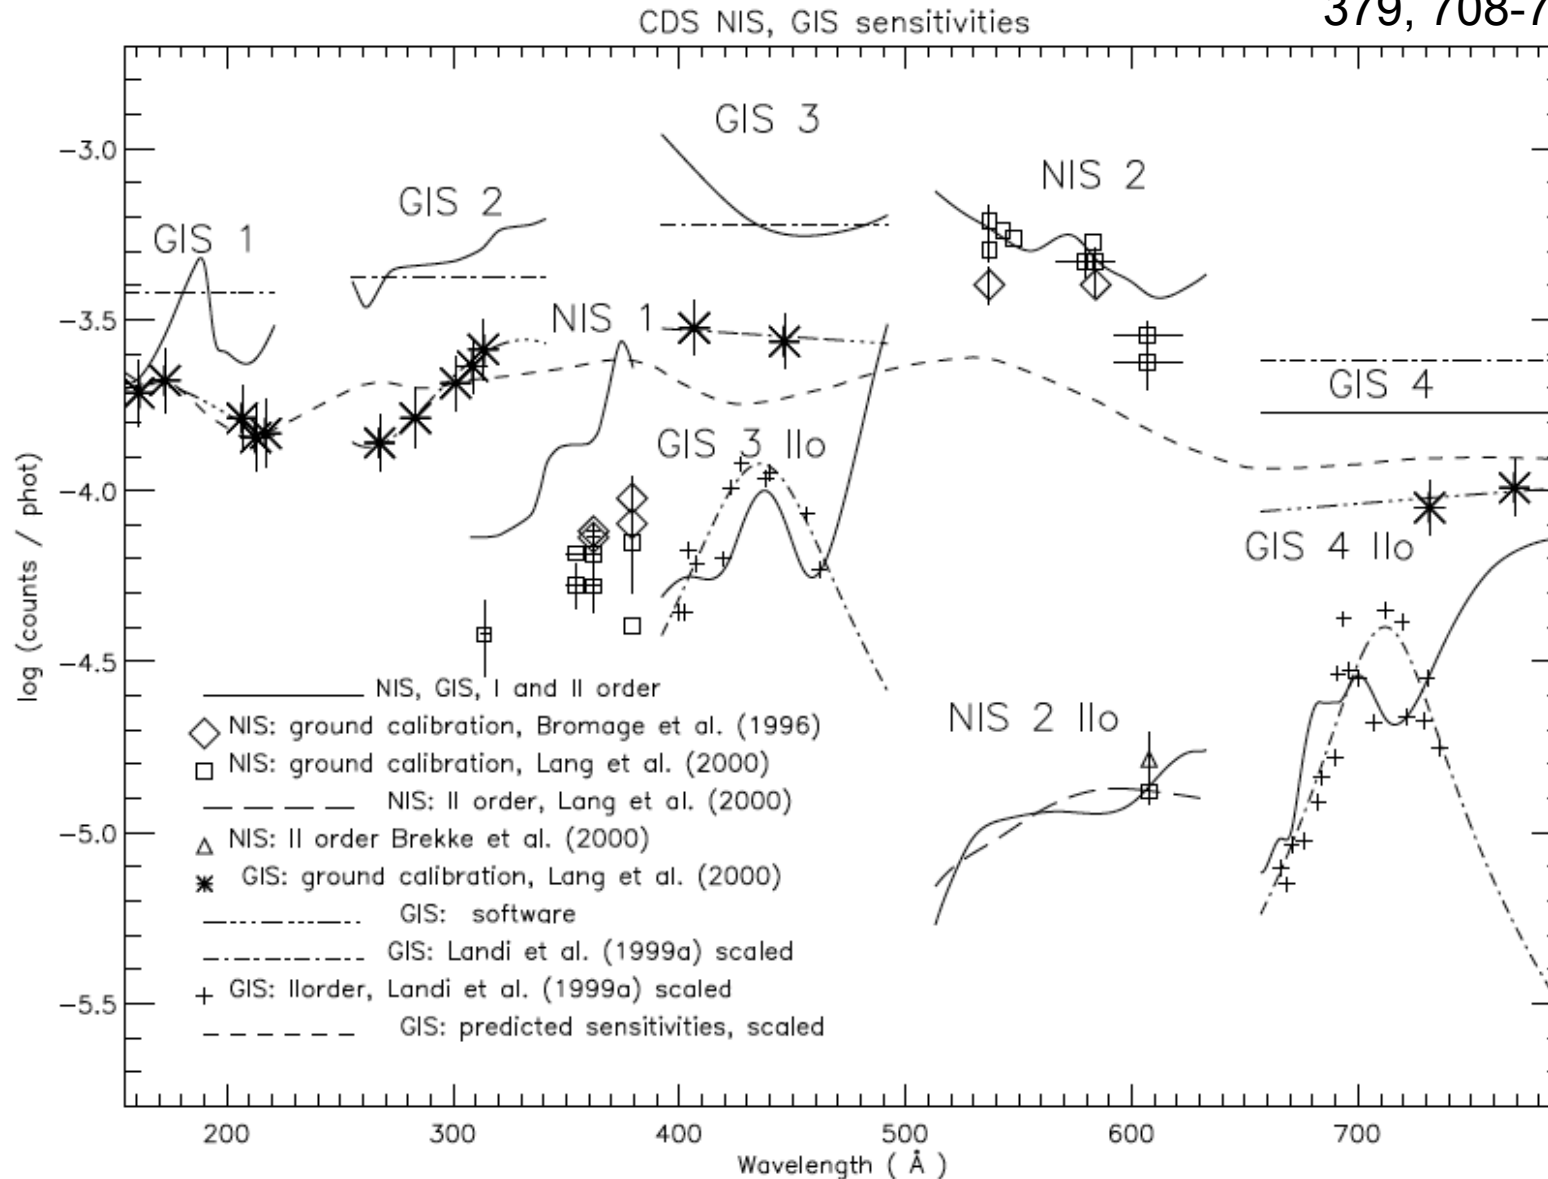 379, 708-7
CDS NIS, GIS sensitivities
GIS 3
NIS 2
GIS 2
GIS 1
NIS 1
GIS 4
GIS 3 IIo
GIS 4 IIo
NIS 2 IIo
NIS, GIS, I and II order
NIS: ground calibration, Bromage et al. (1996)
NIS: ground calibration, Lang et al. (2000)
NIS: II order, Lang et al. (2000)
NIS: II order Brekke et al. (2000)
GIS: ground calibration, Lang et al. (2000)
GIS: software
GIS: Landi et al. (1999a) scaled
GIS: IIorder, Landi et al. (1999a) scaled
GIS: predicted sensitivities, scaled
log (counts / phot)
-3.0
-3.5
-4.0
-4.5
-5.0
-5.5
200 300 400 500 600 700
Wavelength ( Å )